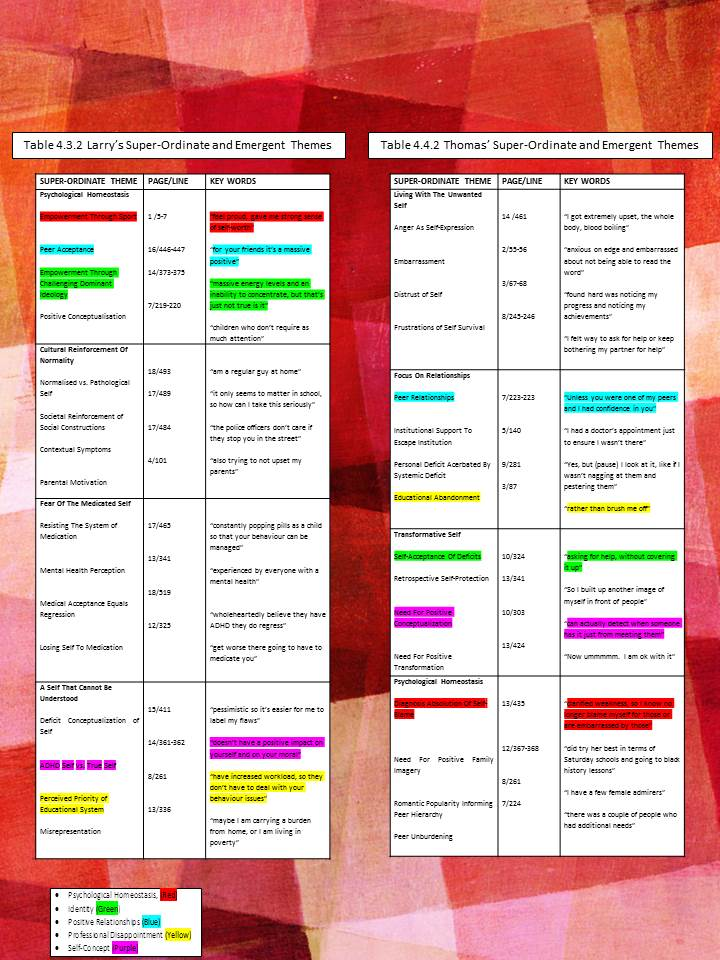 Table 4.3.2 Larry's Super-Ordinate and Emergent Themes
SUPER-ORDINATE THEME PAGE/LINE KEY WORDS
Psychological Homeostasis
Empowerment Through Sport 1 /5-7 "feel proud, gave me strong sense
of self-worth"
Peer Acceptance 16/446-447 "for your friends it's a massive
positive"
Empowerment Through 14/373-375
Challenging Dominant "massive energy levels and an
Ideology inability to concentrate, but that's
7/219-220 just not true is it"
Positive Conceptualisation
"children who don't require as
much attention"
Cultural Reinforcement Of
Normality
18/493 "am a regular guy at home"
Normalised vs. Pathological
Self 17/489 "it only seems to matter in school,
so how can I take this seriously"
Societal Reinforcement of
Social Constructions 17/484 "the police officers don't care if
they stop you in the street"
Contextual Symptoms
4/101 "also trying to not upset my
parents"
Parental Motivation
Fear Of The Medicated Self
Resisting The System of 17/465 "constantly popping pills as a child
Medication so that your behaviour can be
managed"
13/341
Mental Health Perception "experienced by everyone with a
mental health"
18/519
Medical Acceptance Equals "wholeheartedly believe they have
Regression ADHD they do regress"
12/325
Losing Self To Medication "get worse there going to have to
medicate you"
A Self That Cannot Be
Understood
15/411 "pessimistic so it's easier for me to
Deficit Conceptualization of label my flaws"
Self
14/361-362 "doesn't have a positive impact on
yourself and on your moral"
ADHD Self vs. True Self
8/261 "have increased workload, so they
don't have to deal with your
Perceived Priority of behaviour issues"
Educational System 13/336
"maybe I am carrying a burden
Misrepresentation from home, or I am living in
poverty"
Table 4.4.2 Thomas' Super-Ordinate and Emergent Themes
SUPER-ORDINATE THEME PAGE/LINE KEY WORDS
Living With The Unwanted
Self
14 /461 "I got extremely upset, the whole
Anger As Self-Expression body, blood boiling"
2/55-56 "anxious on edge and embarrassed
Embarrassment about not being able to read the
word"
3/67-68
Distrust of Self "found hard was noticing my
progress and noticing my
8/245-246 achievements"
Frustrations of Self Survival
"I felt way to ask for help or keep
bothering my partner for help"
Focus On Relationships
Peer Relationships 7/223-223 "Unless you were one of my peers
and I had confidence in you"
Institutional Support To 5/140 "I had a doctor's appointment just
Escape Institution to ensure I wasn't there"
Personal Deficit Acerbated By 9/281 "Yes, but (pause) I look at it, like if I
Systemic Deficit wasn't nagging at them and
3/87 pestering them"
Educational Abandonment
"rather than brush me off"
Transformative Self
Self-Acceptance Of Deficits 10/324 "asking for help, without covering
it up"
Retrospective Self-Protection 13/341
"So I built up another image of
myself in front of people"
Need For Positive 10/303
Conceptualization "can actually detect when someone
has it just from meeting them"
13/424
Need For Positive "Now ummmmm. I am ok with it"
Transformation
Psychological Homeostasis
Diagnosis Absolution Of Self- 13/435 "clarified weakness, so I know no
Blame longer blame myself for those or
are embarrassed by those"
12/367-368 "did try her best in terms of
Need For Positive Family Saturday schools and going to black
Imagery history lessons"
8/261
"I have a few female admirers"
Romantic Popularity Informing 7/224
Peer Hierarchy "there was a couple of people who
had additional needs"
Peer Unburdening
• Psychological Homeostasis, (Red)
• Identity (Green)
• Positive Relationships (Blue)
• Professional Disappointment (Yellow)
• Self-Concept (Purple)